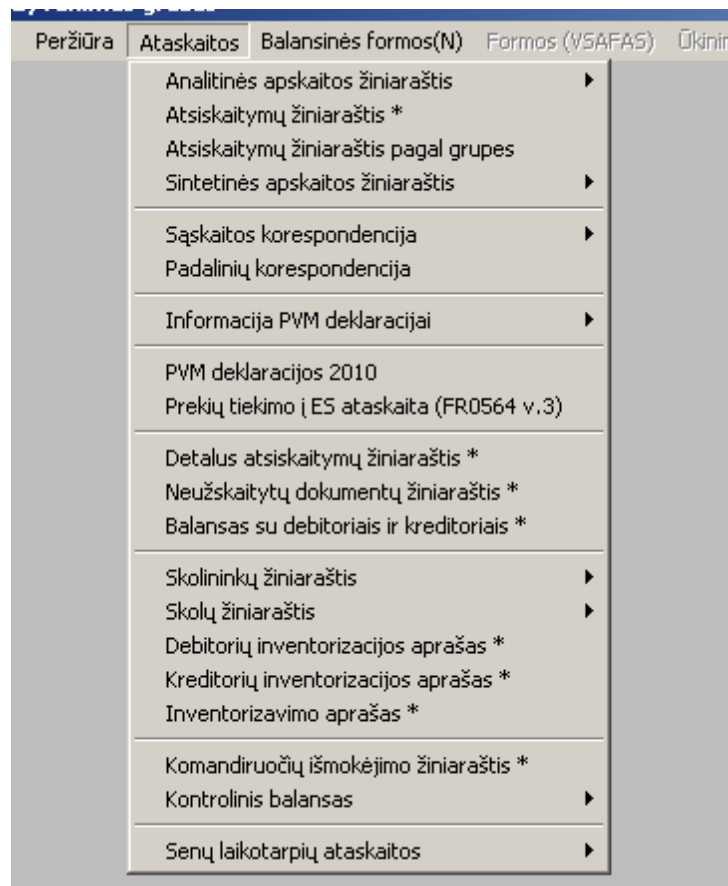 Peržiūra Ataskaitos Balansinės formos(N) Formos (VSAFAS)
Analitinės apskaitos žiniaraštis
Atsiskaitymų žiniaraštis *
Atsiskaitymų žiniaraštis pagal grupes
Sintetinės apskaitos žiniaraštis
Sąskaitos korespondencija
Padalinių korespondencija
Informacija PVM deklaracijai
PVM deklaracijos 2010
Prekių tiekimo į ES ataskaita (FR0564 v.3)
Detalus atsiskaitymų žiniaraštis *
Neužskaitytų dokumentų žiniaraštis *
Balansas su debitoriais ir kreditoriais *
Skolininkų žiniaraštis
Skolų žiniaraštis
Debitorių inventorizacijos aprašas *
Kreditorių inventorizacijos aprašas *
Inventorizavimo aprašas *
Komandiruočių išmokėjimo žiniaraštis *
Kontrolinis balansas
Senų laikotarpių ataskaitos